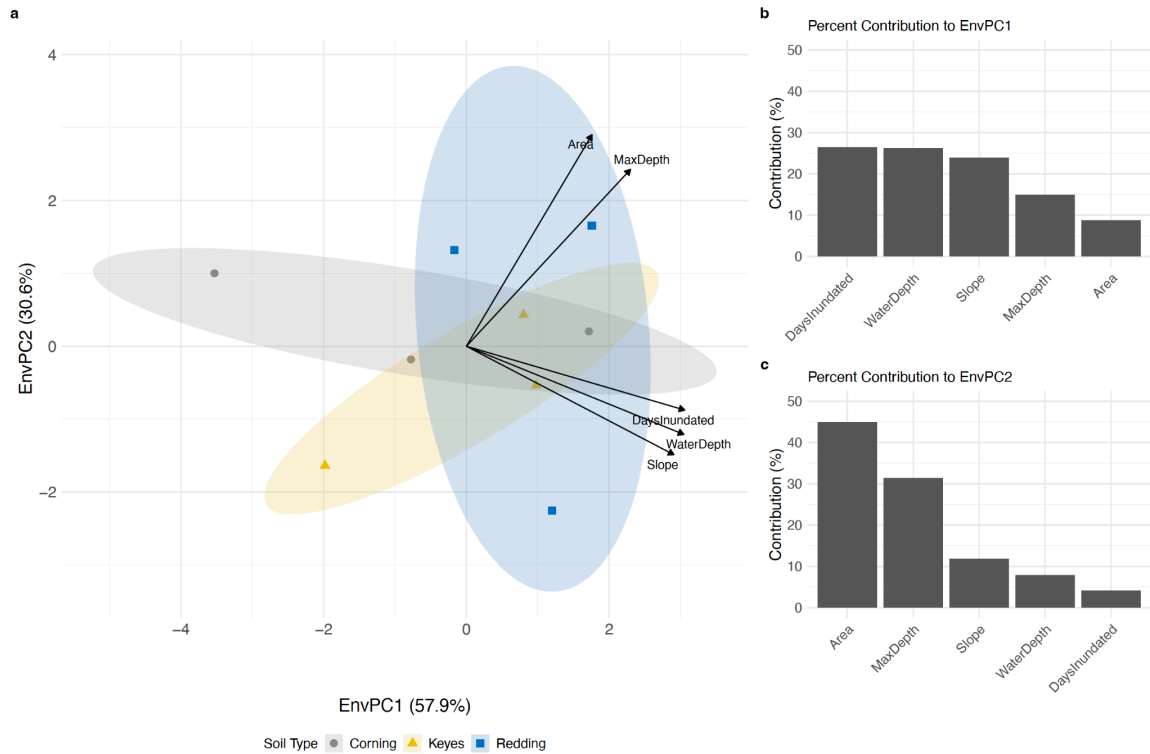 a
EnvPC2 (30.6%)
4
2
0
−2
−4
−2
0
2
Area
MaxDepth
DaysInundated
WaterDepth
Slope
EnvPC1 (57.9%)
Soil Type Corning Keyes Redding
b
Percent Contribution to EnvPC1
Contribution (%)
50
40
30
20
10
0
DaysInundated
WaterDepth
Slope
MaxDepth
Area
c
Percent Contribution to EnvPC2
Contribution (%)
50
40
30
20
10
0
Area
MaxDepth
Slope
WaterDepth
DaysInundated